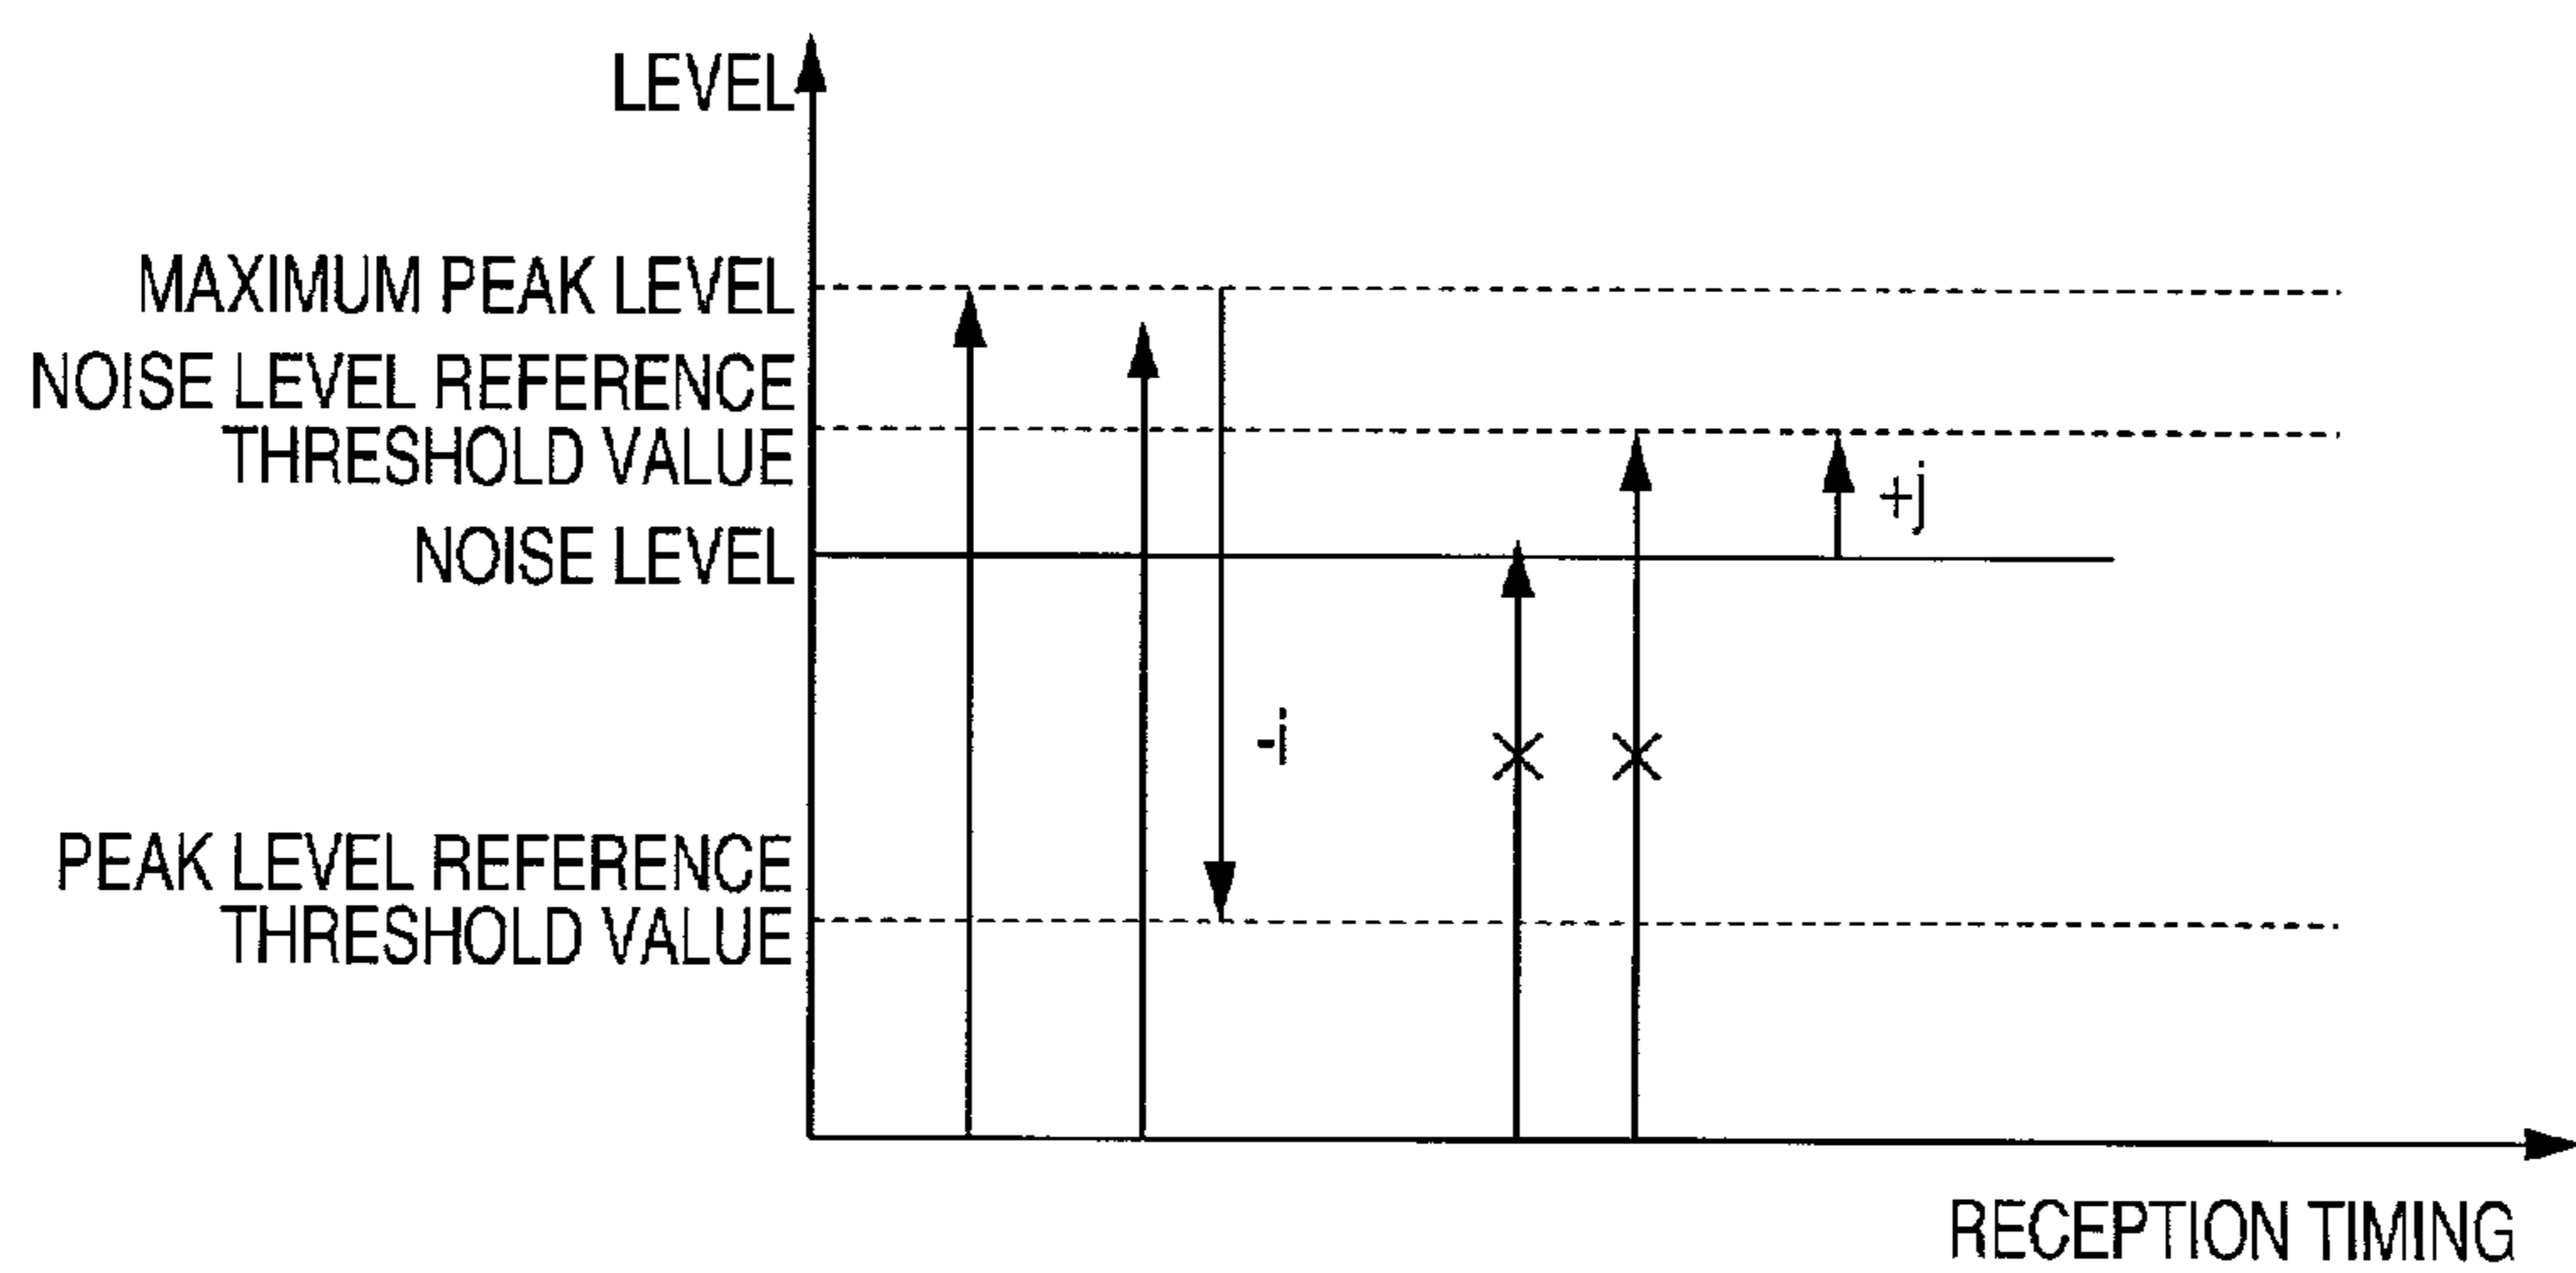 LEVEL
MAXIMUM PEAK LEVEL
NOISE LEVEL REFERENCE
THRESHOLD VALUE
+j
NOISE LEVEL
-i
PEAK LEVEL REFERENCE
THRESHOLD VALUE
RECEPTION TIMING